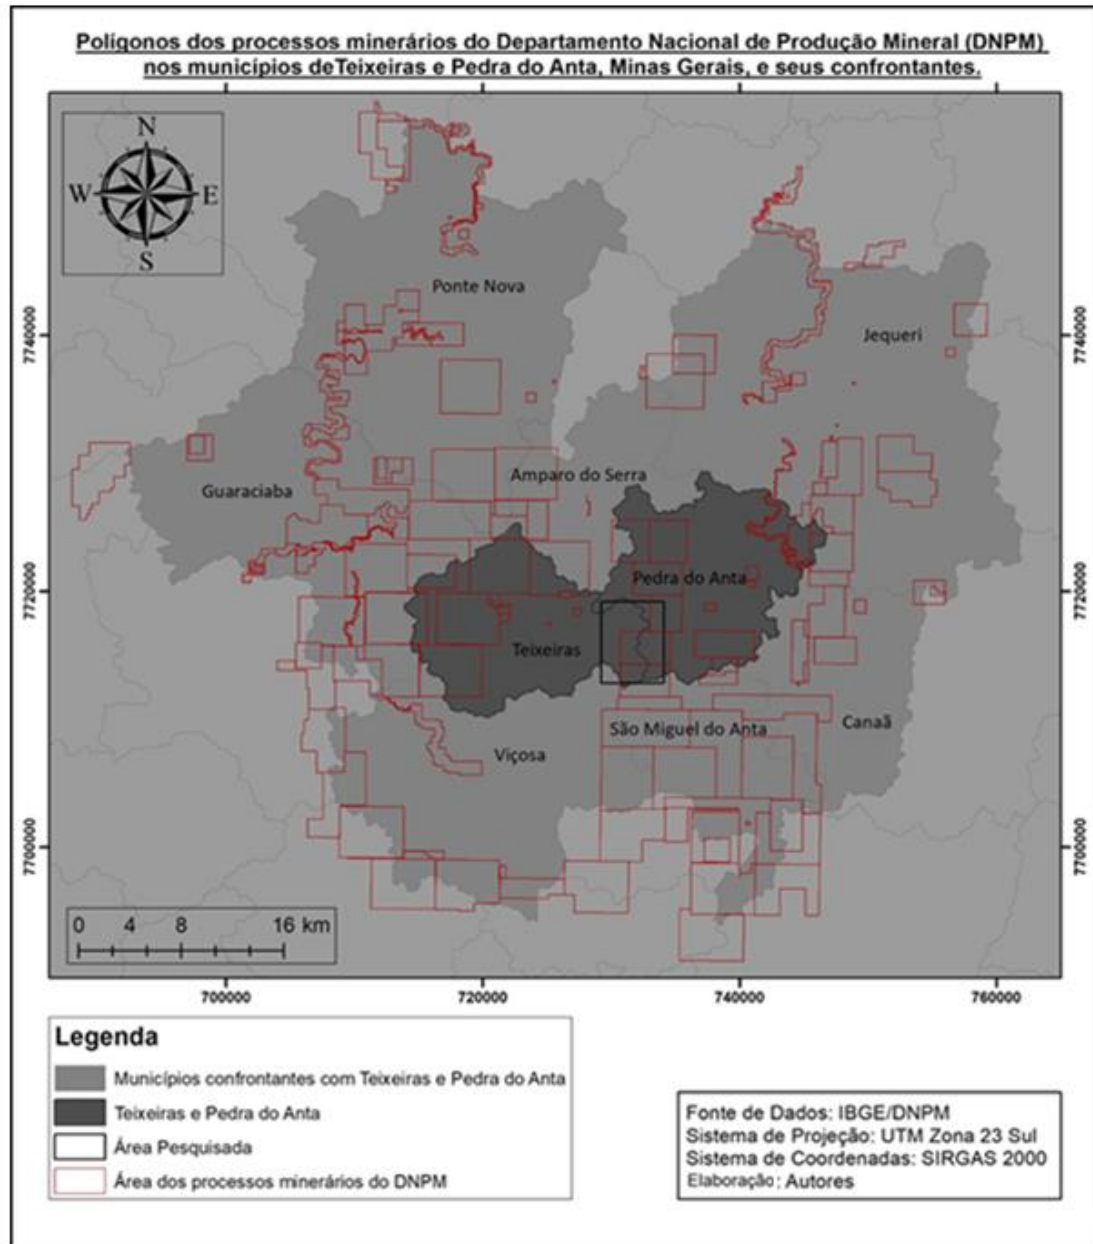 Polígonos dos processos minerários do Departamento Nacional de Produção Mineral (DNPM)
nos municípios deTeixeiras e Pedra do Anta, Minas Gerais, e seus confrontantes.
N
W
E
S
Ponte Nova
7740000
7740000
Jequeri
Amparo do Serra
Guaraciaba
Pedra do Anta
7720000
7720000
Teixeiras
São Miguel do Anta
Canaã
Viçosa
7700000
7700000
0 4 8 16 km
700000
720000
740000
760000
Legenda
Municípios confrontantes com Teixeiras e Pedra do Anta
Teixeiras e Pedra do Anta
Área Pesquisada
Área dos processos minerários do DNPM
Fonte de Dados: IBGE/DNPM
Sistema de Projeção: UTM Zona 23 Sul
Sistema de Coordenadas: SIRGAS 2000
Elaboração: Autores